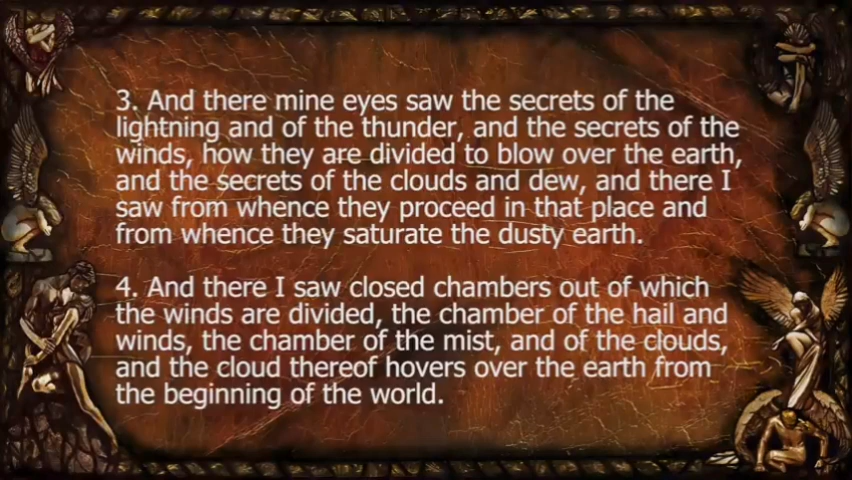 3. And there mine eyes saw the secrets of the
lightning and of the thunder, and the secrets of the
winds, how they are divided to blow over the earth,
and the secrets of the clouds and dew, and there I
saw from whence they proceed in that place and
from whence they saturate the dusty earth.
4. And there I saw closed chambers out of which
the winds are divided, the chamber of the hail and
winds, the chamber of the mist, and of the clouds,
and the cloud thereof hovers over the earth from
the beginning of the world.